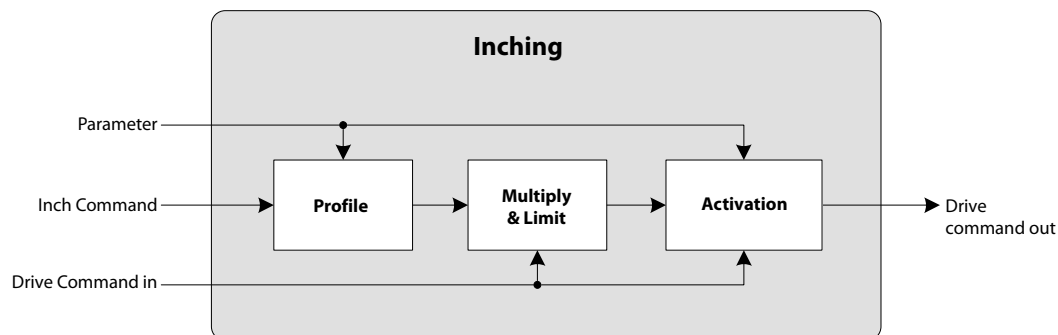 Inching
Parameter
Inch Command
Profile
Multiply
& Limit
Activation
Drive
command out
Drive Command in